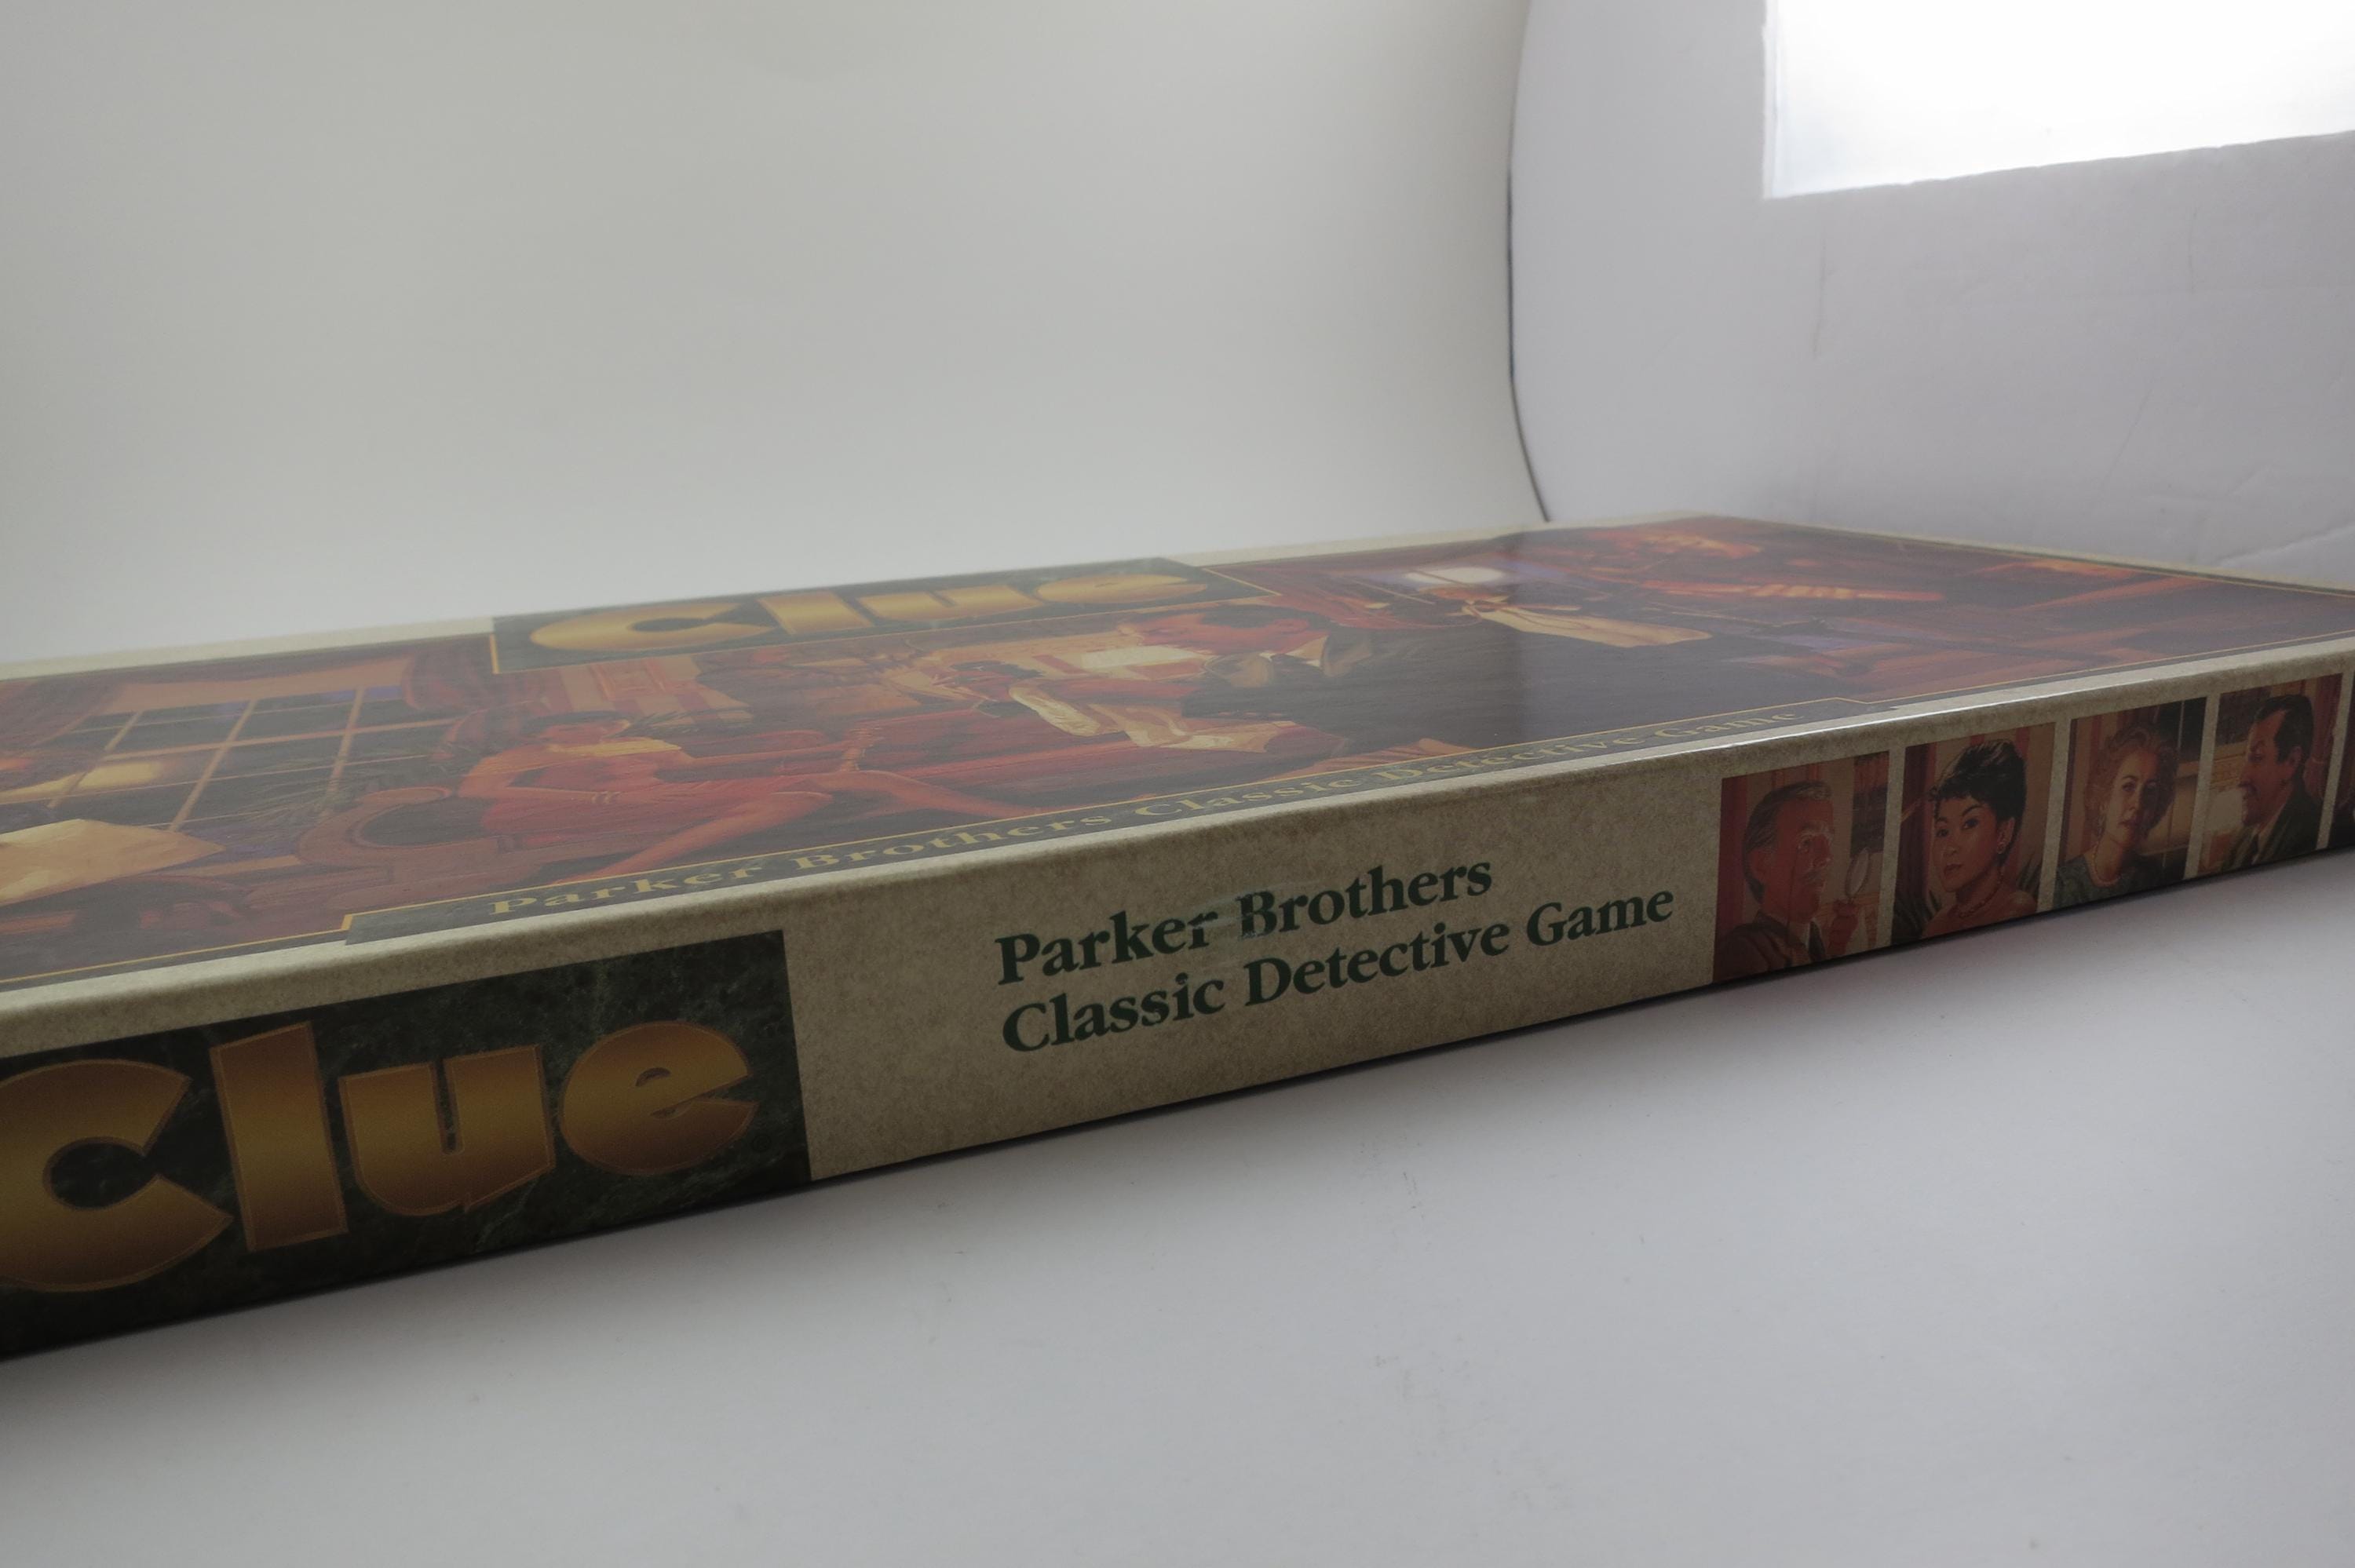 Clue
Parker Brothers Classic Detective Game
Clue
Parker Brothers
Classic Detective Game